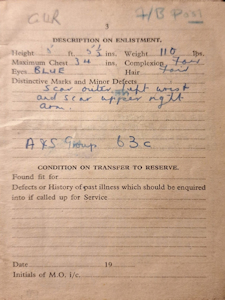 GUR
A/B Post
3
DESCRIPTION ON ENLISTMENT.
Height 5 ft. 5½ ins. Weight 110 lbs.
Maximum Chest 34 ins. Complexion Fair
Eyes BLUE Hair Fair
Distinctive Marks and Minor Defects
Scar outer left wrist
and scar upper right
arm.
A & S Group 63c
CONDITION ON TRANSFER TO RESERVE.
Found fit for
Defects or History of past illness which should be enquired
into if called up for Service
Date 19
Initials of M.O. i/c.